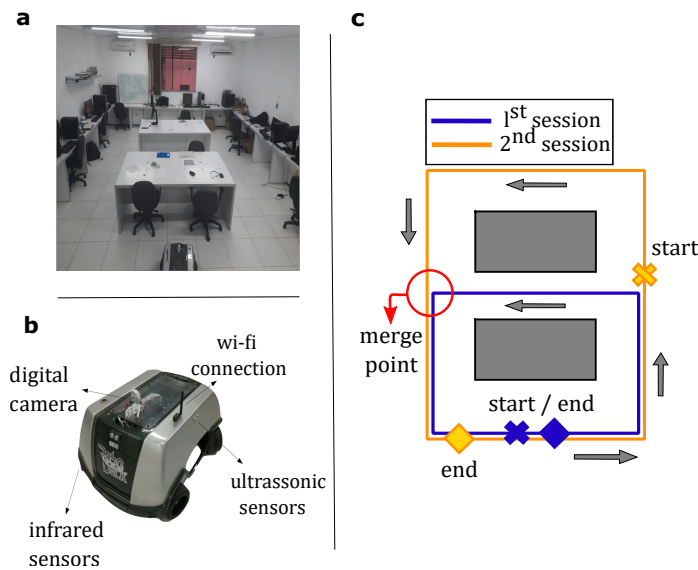 a
b
digital
camera
wi-fi
connection
ultrassonic
sensors
infrared
sensors
c
1st session
2nd session
start
merge
point
start / end
end